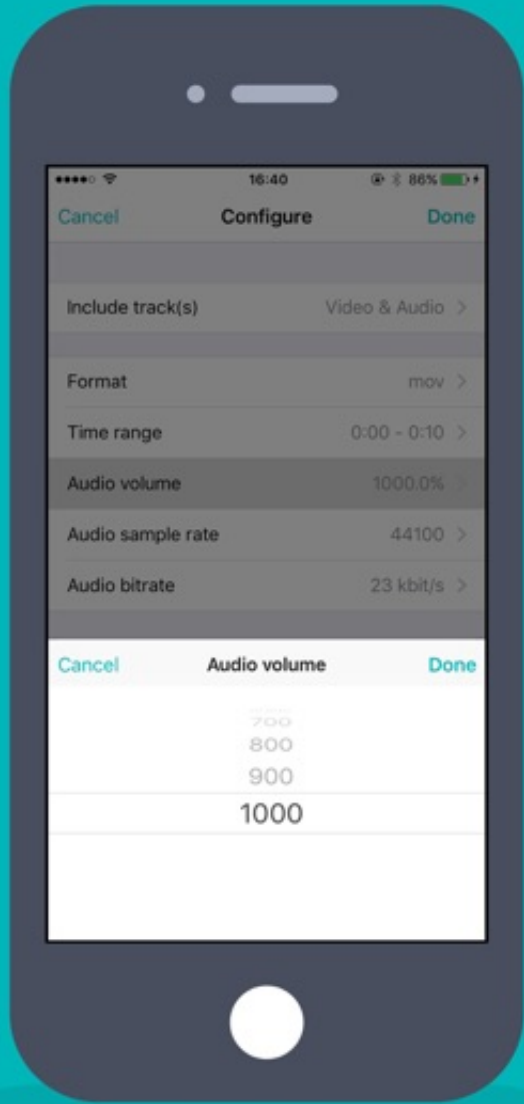 16:40 86%
Cancel Configure Done
Include track(s) Video & Audio >
Format mov >
Time range 0:00 - 0:10 >
Audio volume 1000.0% >
Audio sample rate 44100 >
Audio bitrate 23 kbit/s >
Cancel Audio volume Done
700
800
900
1000